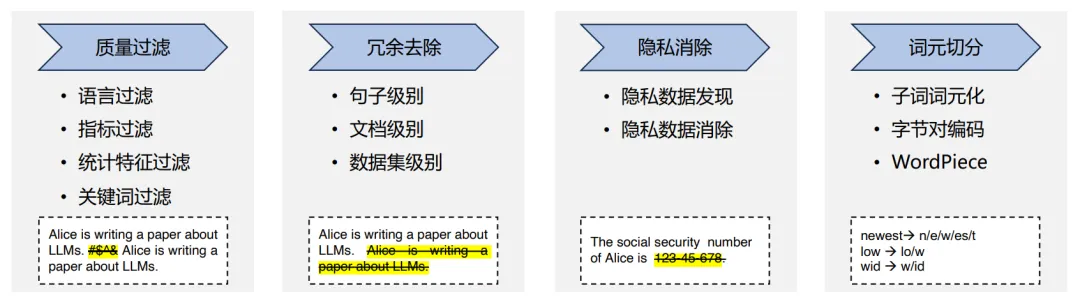 质量过滤
• 语言过滤
• 指标过滤
• 统计特征过滤
• 关键词过滤
Alice is writing a paper about
LLMs. #$^& Alice is writing a
paper about LLMs.
冗余去除
• 句子级别
• 文档级别
• 数据集级别
Alice is writing a paper about
LLMs. Alice is writing a
paper about LLMs.
隐私消除
• 隐私数据发现
• 隐私数据消除
The social security number
of Alice is 123-45-678.
词元切分
• 子词词元化
• 字节对编码
• WordPiece
newest→ n/e/w/es/t
low → lo/w
wid → w/id